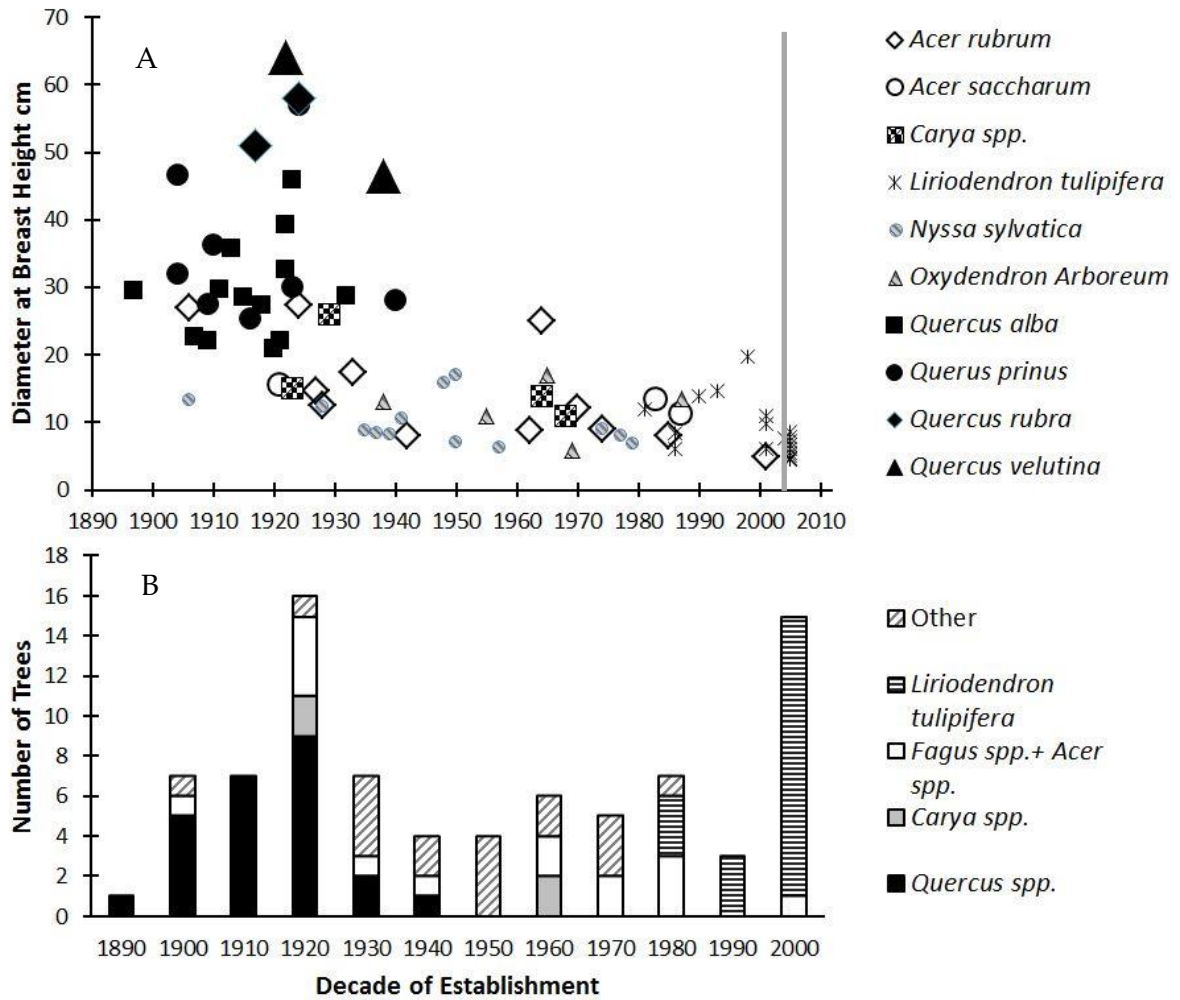 A
Diameter at Breast Height cm
70
60
50
40
30
20
10
0
1890 1900 1910 1920 1930 1940 1950 1960 1970 1980 1990 2000 2010
Acer rubrum
Acer saccharum
Carya spp.
Liriodendron tulipifera
Nyssa sylvatica
Oxydendron Arboreum
Quercus alba
Querus prinus
Quercus rubra
Quercus velutina
B
Number of Trees
18
16
14
12
10
8
6
4
2
0
1890 1900 1910 1920 1930 1940 1950 1960 1970 1980 1990 2000
Decade of Establishment
Other
Liriodendron
tulipifera
Fagus spp.+ Acer
spp.
Carya spp.
Quercus spp.